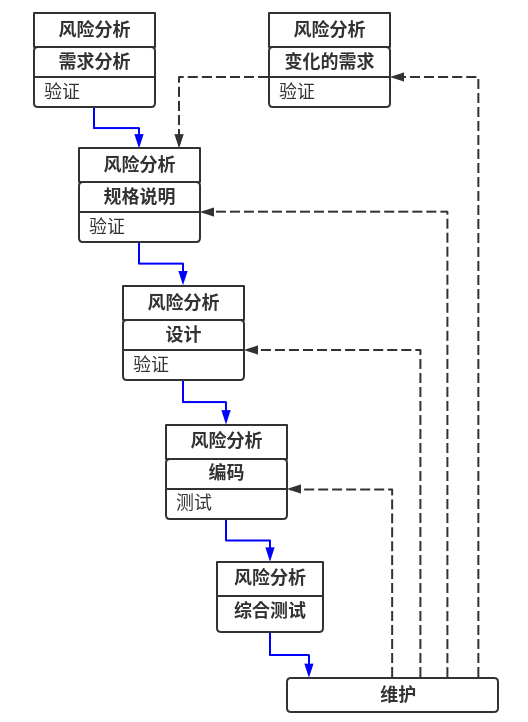 风险分析
需求分析
验证
风险分析
变化的需求
验证
风险分析
规格说明
验证
风险分析
设计
验证
风险分析
编码
测试
风险分析
综合测试
维护